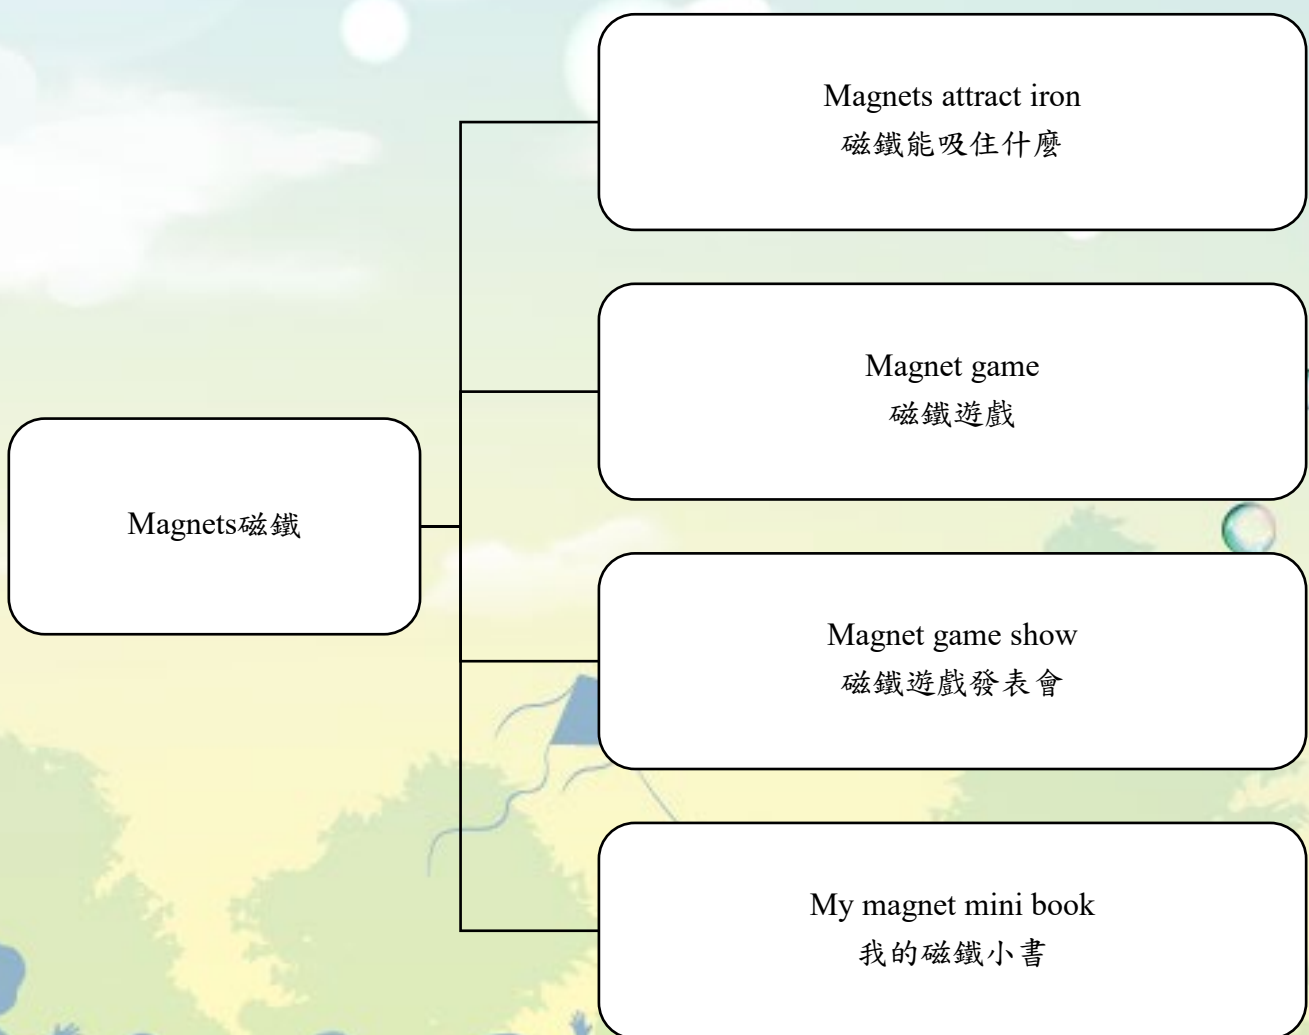 Magnets磁鐵
Magnets attract iron
磁鐵能吸住什麼
Magnet game
磁鐵遊戲
Magnet game show
磁鐵遊戲發表會
My magnet mini book
我的磁鐵小書